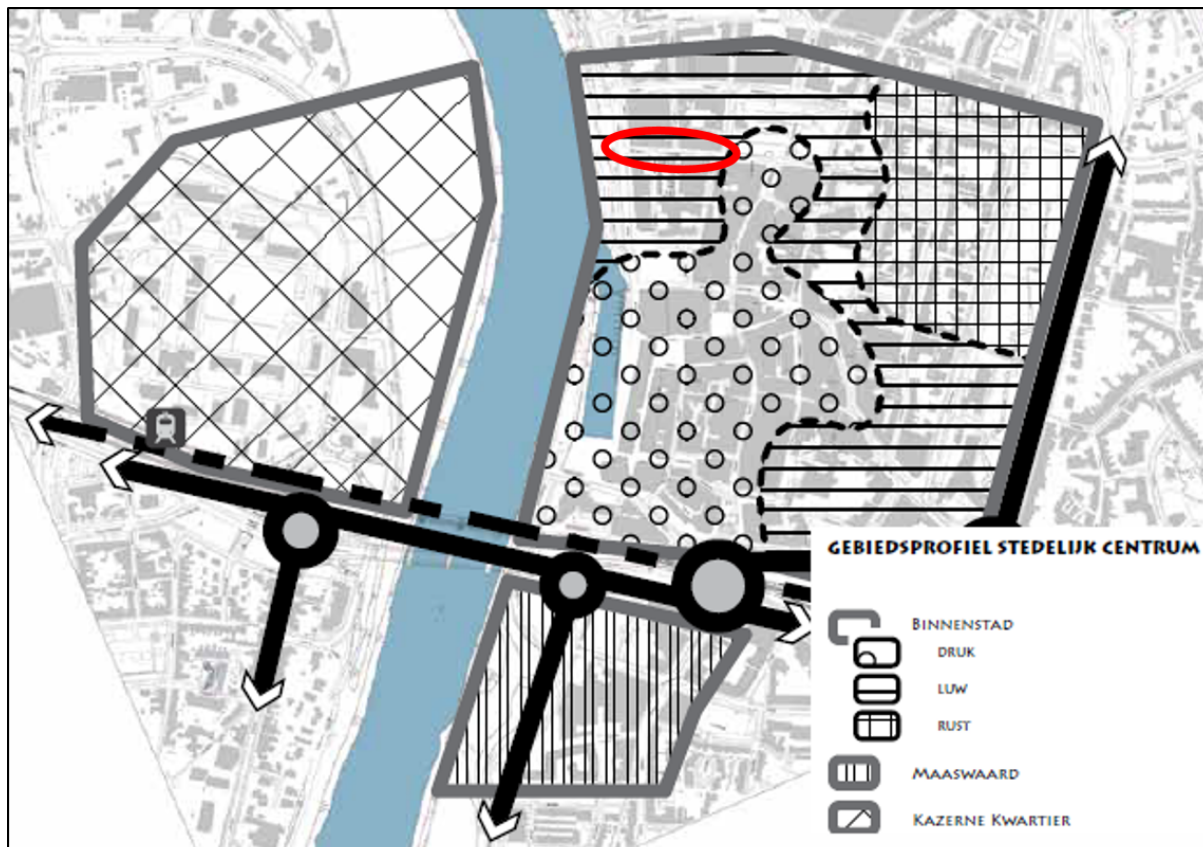 GEBIEDSPROFIEL STEDELIJK CENTRUM
BINNENSTAD
DRUK
LUW
RUST
MAASWAARD
KAZERNE KWARTIER